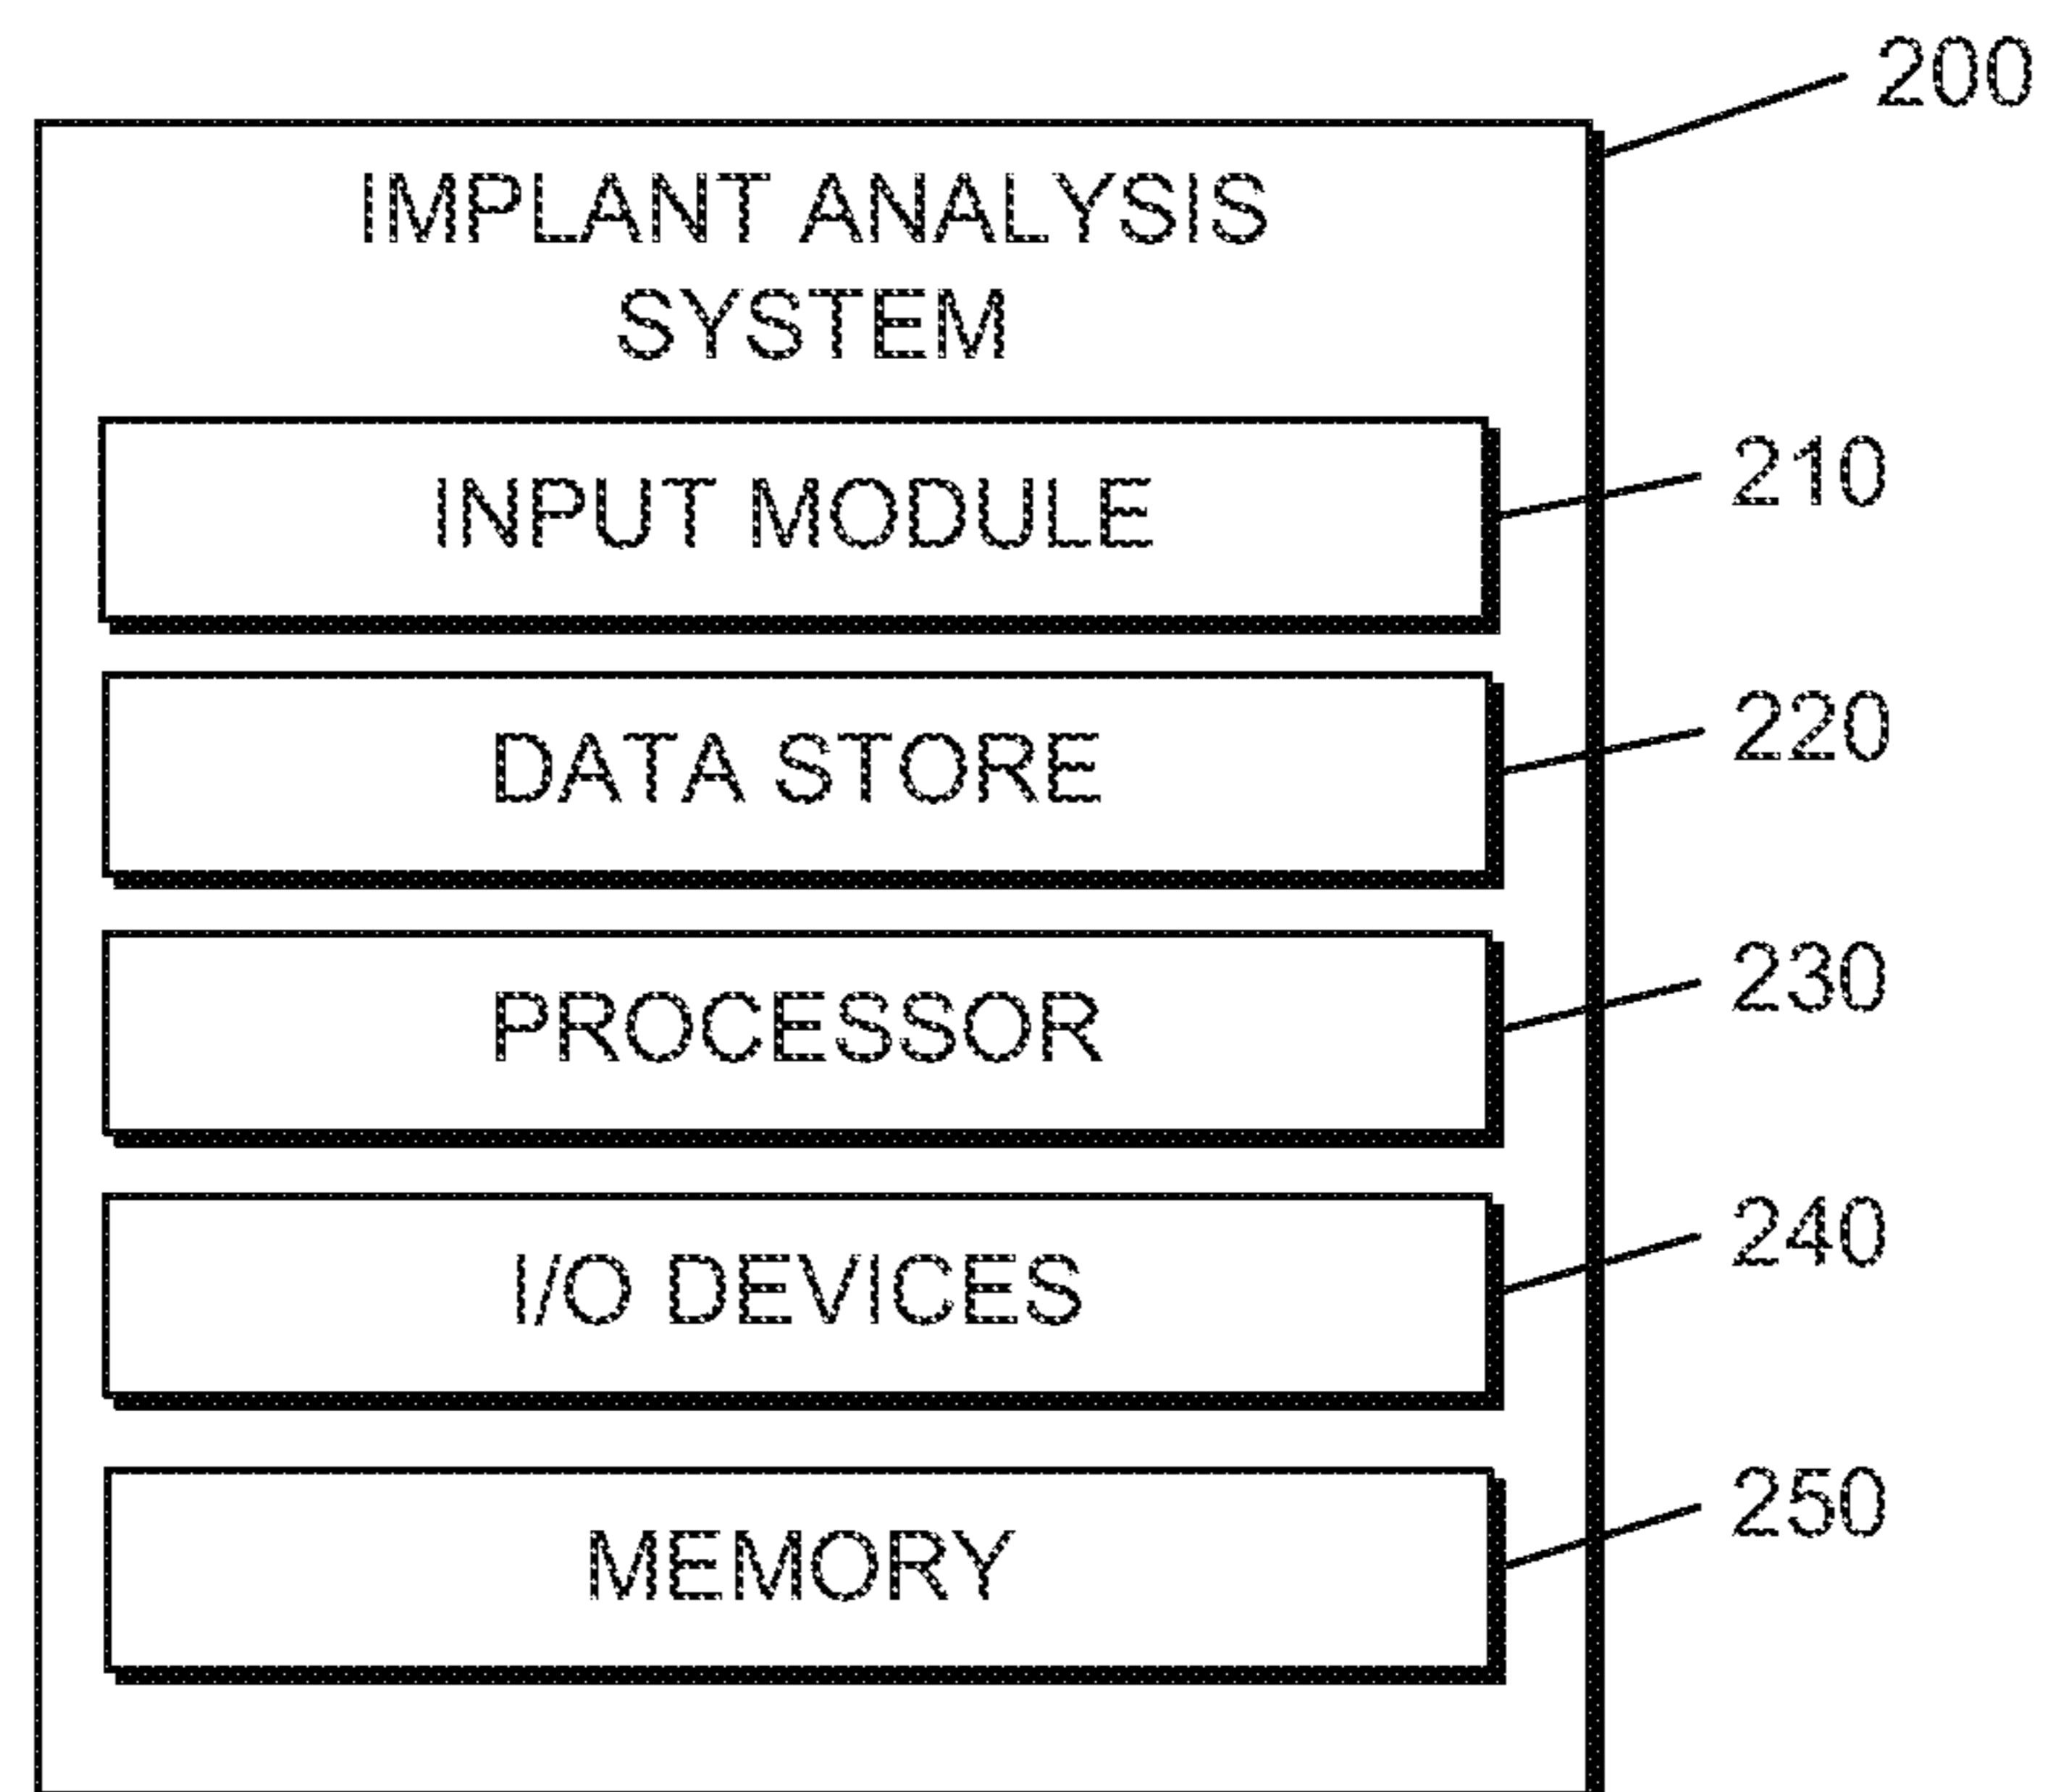 200
IMPLANT ANALYSIS
SYSTEM
INPUT MODULE
210
DATA STORE
220
PROCESSOR
230
I/O DEVICES
240
MEMORY
250